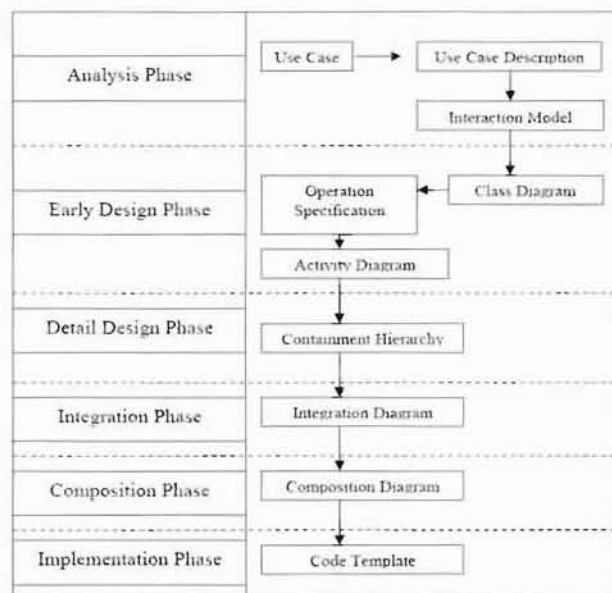 Analysis Phase
Use Case
Use Case Description
Interaction Model
Early Design Phase
Operation
Specification
Class Diagram
Activity Diagram
Detail Design Phase
Containment Hierarchy
Integration Phase
Integration Diagram
Composition Phase
Composition Diagram
Implementation Phase
Code Template